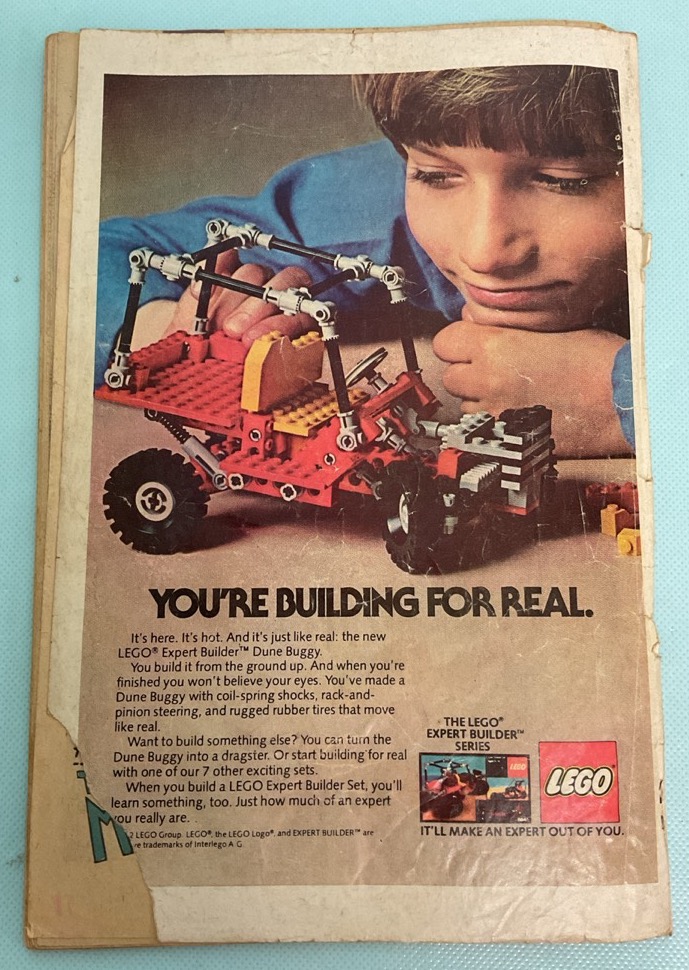 YOU'RE BUILDING FOR REAL.
It's here. It's hot. And it's just like real: the new
LEGO® Expert Builder™ Dune Buggy.
You build it from the ground up. And when you're
finished you won't believe your eyes. You've made a
Dune Buggy with coil-spring shocks, rack-and-
pinion steering, and rugged rubber tires that move
like real.
Want to build something else? You can turn the
Dune Buggy into a dragster. Or start building for real
with one of our 7 other exciting sets.
When you build a LEGO Expert Builder Set, you'll
learn something, too. Just how much of an expert
you really are.
2 LEGO Group. LEGO®, the LEGO Logo®, and EXPERT BUILDER™ are
trademarks of Interlego A G
THE LEGO®
EXPERT BUILDER™
SERIES
LEGO
LEGO
IT'LL MAKE AN EXPERT OUT OF YOU.